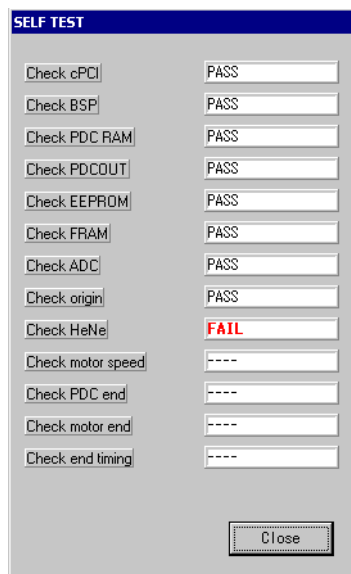 SELF TEST
Check cPCI PASS
Check BSP PASS
Check PDC RAM PASS
Check PDCOUT PASS
Check EEPROM PASS
Check FRAM PASS
Check ADC PASS
Check origin PASS
Check HeNe FAIL
Check motor speed ----
Check PDC end ----
Check motor end ----
Check end timing ----
Close